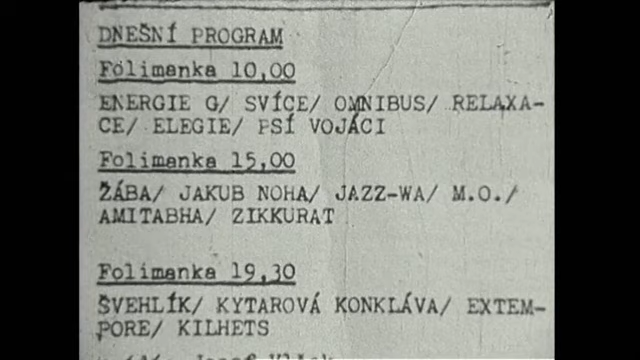 DNEŠNÍ PROGRAM
Folimanka 10,00
ENERGIE G/ SVÍCE/ OMNIBUS/ RELAXA-
CE/ ELEGIE/ PSÍ VOJÁCI
Folimanka 15,00
ŽÁBA/ JAKUB NOHA/ JAZZ-WA/ M.O./
AMITABHA/ ZIKKURAT
Folimanka 19,30
ŠVEHLÍK/ KYTAROVÁ KONKLÁVA/ EXTEM-
PORE/ KILHETS
Josef